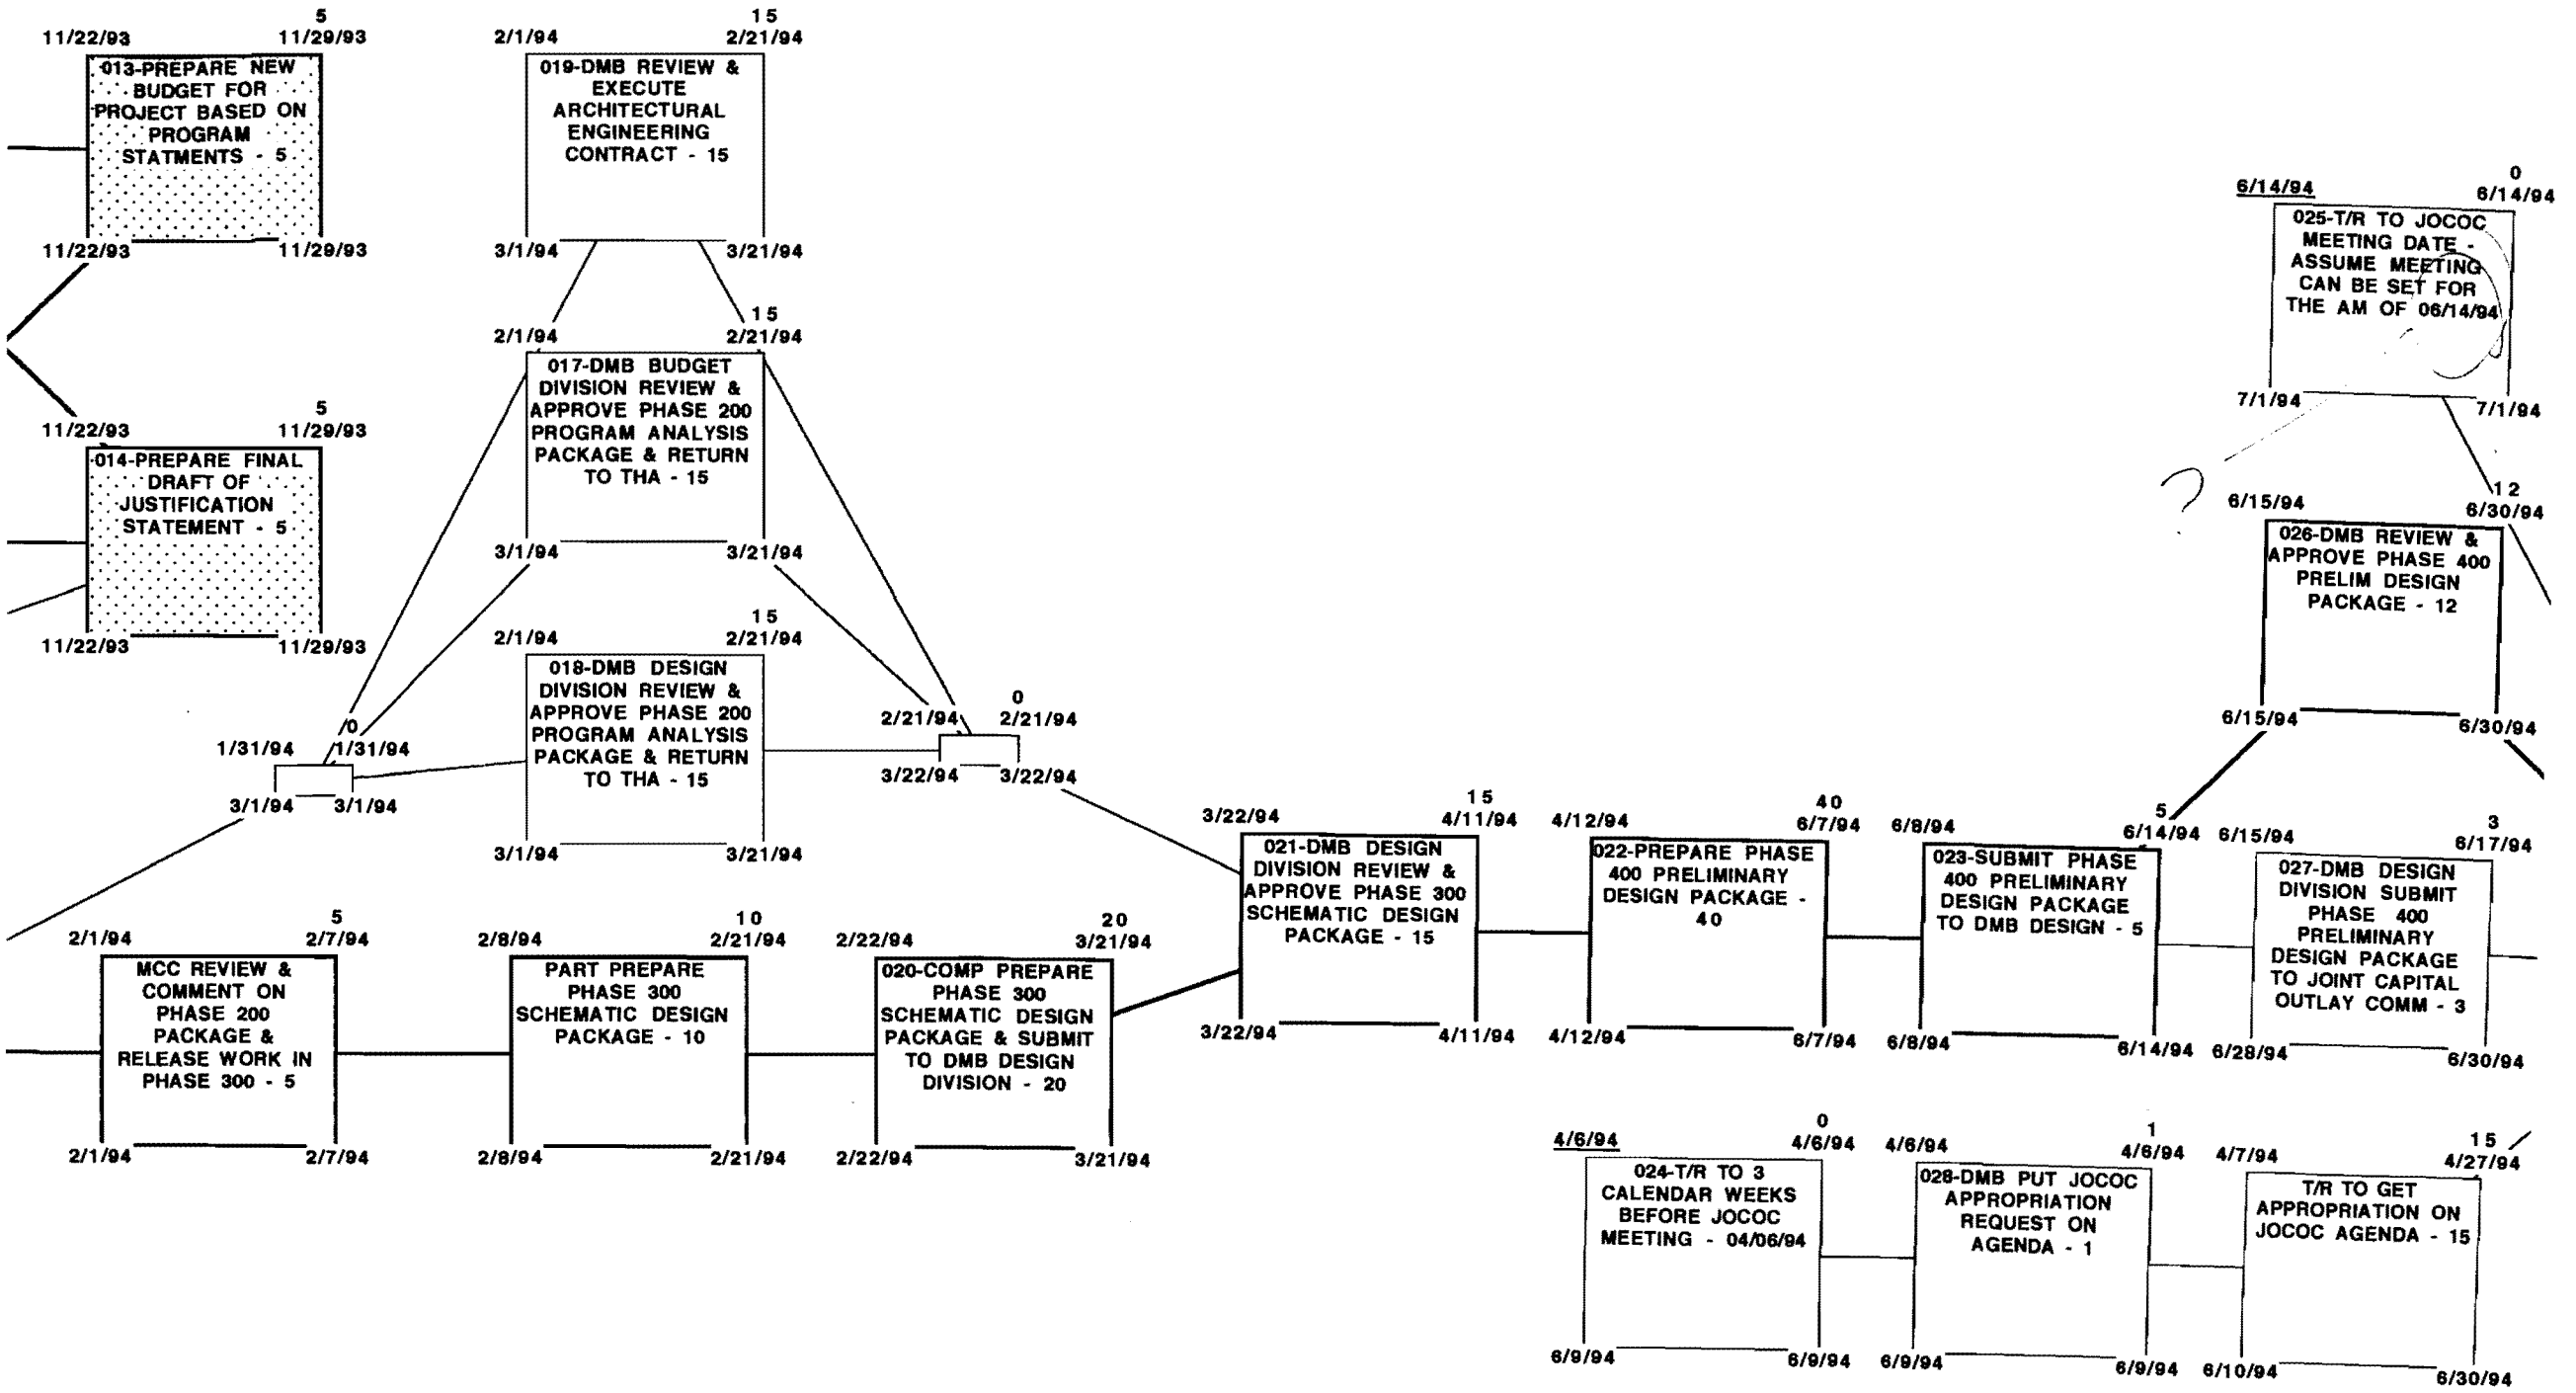 5
11/22/93 11/29/93
013-PREPARE NEW
BUDGET FOR
PROJECT BASED ON
PROGRAM
STATMENTS - 5
11/22/93 11/29/93
5
11/22/93 11/29/93
014-PREPARE FINAL
DRAFT OF
JUSTIFICATION
STATEMENT - 5
11/22/93 11/29/93
15
2/1/94 2/21/94
019-DMB REVIEW &
EXECUTE
ARCHITECTURAL
ENGINEERING
CONTRACT - 15
3/1/94 3/21/94
15
2/1/94 2/21/94
017-DMB BUDGET
DIVISION REVIEW &
APPROVE PHASE 200
PROGRAM ANALYSIS
PACKAGE & RETURN
TO THA - 15
3/1/94 3/21/94
15
2/1/94 2/21/94
018-DMB DESIGN
DIVISION REVIEW &
APPROVE PHASE 200
PROGRAM ANALYSIS
PACKAGE & RETURN
TO THA - 15
3/1/94 3/21/94
0
1/31/94 1/31/94
3/1/94 3/1/94
0
2/21/94 2/21/94
3/22/94 3/22/94
5
2/1/94 2/7/94
MCC REVIEW &
COMMENT ON
PHASE 200
PACKAGE &
RELEASE WORK IN
PHASE 300 - 5
2/1/94 2/7/94
10
2/8/94 2/21/94
PART PREPARE
PHASE 300
SCHEMATIC DESIGN
PACKAGE - 10
2/8/94 2/21/94
20
2/22/94 3/21/94
020-COMP PREPARE
PHASE 300
SCHEMATIC DESIGN
PACKAGE & SUBMIT
TO DMB DESIGN
DIVISION - 20
2/22/94 3/21/94
15
3/22/94 4/11/94
021-DMB DESIGN
DIVISION REVIEW &
APPROVE PHASE 300
SCHEMATIC DESIGN
PACKAGE - 15
3/22/94 4/11/94
40
4/12/94 6/7/94
022-PREPARE PHASE
400 PRELIMINARY
DESIGN PACKAGE -
40
4/12/94 6/7/94
5
6/8/94 6/14/94
023-SUBMIT PHASE
400 PRELIMINARY
DESIGN PACKAGE
TO DMB DESIGN - 5
6/8/94 6/14/94
0
6/14/94 6/14/94
025-T/R TO JOCOC
MEETING DATE -
ASSUME MEETING
CAN BE SET FOR
THE AM OF 06/14/94
7/1/94 7/1/94
?
12
6/15/94 6/30/94
026-DMB REVIEW &
APPROVE PHASE 400
PRELIM DESIGN
PACKAGE - 12
6/15/94 6/30/94
3
6/15/94 6/17/94
027-DMB DESIGN
DIVISION SUBMIT
PHASE 400
PRELIMINARY
DESIGN PACKAGE
TO JOINT CAPITAL
OUTLAY COMM - 3
6/28/94 6/30/94
0
4/6/94 4/6/94
024-T/R TO 3
CALENDAR WEEKS
BEFORE JOCOC
MEETING - 04/06/94
6/9/94 6/9/94
1
4/6/94 4/6/94
028-DMB PUT JOCOC
APPROPRIATION
REQUEST ON
AGENDA - 1
6/9/94 6/9/94
15
4/7/94 4/27/94
T/R TO GET
APPROPRIATION ON
JOCOC AGENDA - 15
6/10/94 6/30/94